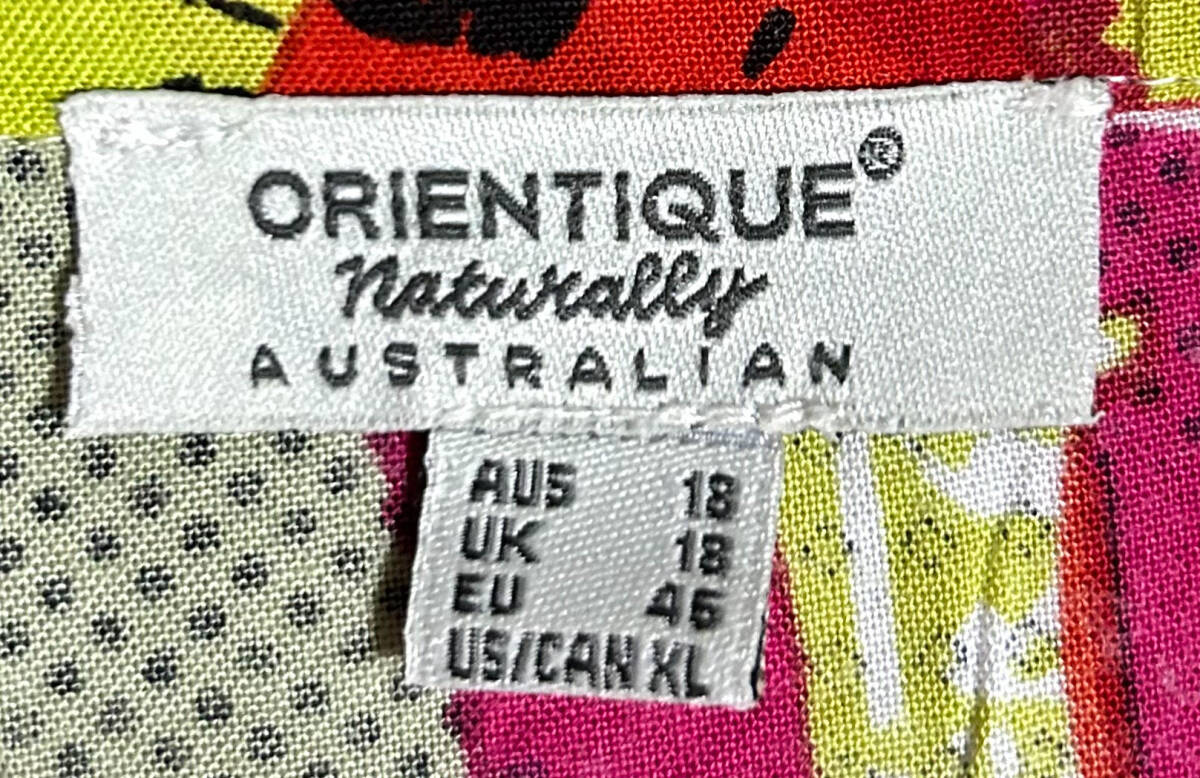 ORIENTIQUE®
Naturally
AUSTRALIAN
AUS 18
UK 18
EU 46
US/CAN XL